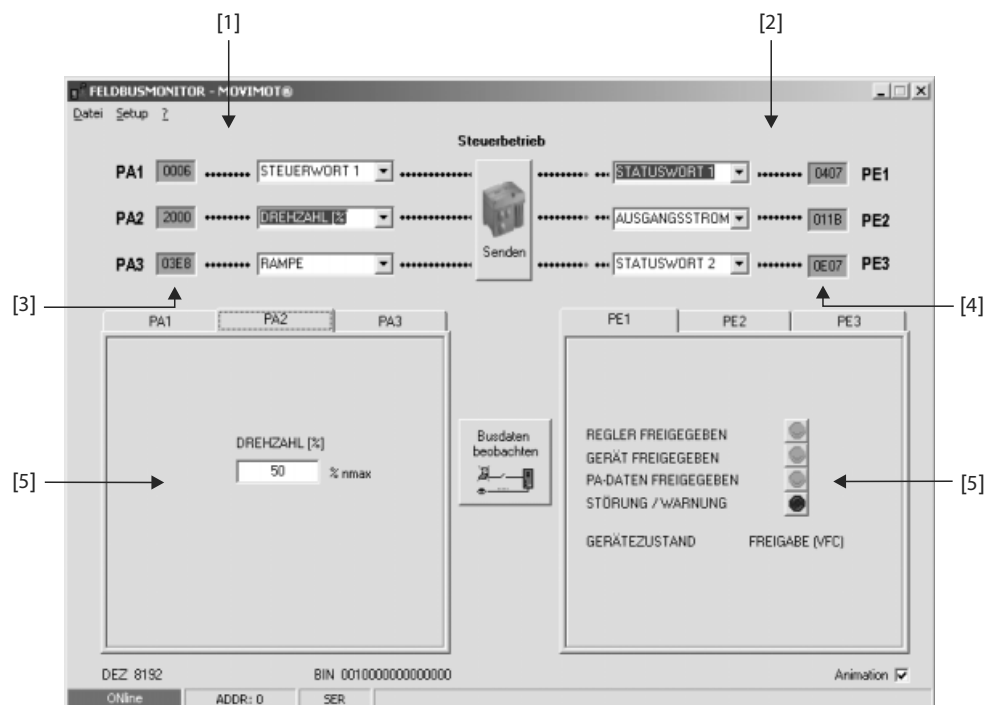 [1] [2]
FELDBUSMONITOR - MOVIMOT®
Datei Setup ?
Steuerbetrieb
PA1 0006 STEUERWORT 1 STATUSWORT 1 0407 PE1
PA2 2000 DREHZAHL [%] AUSGANGSSTROM 011B PE2
Senden
PA3 03E8 RAMPE STATUSWORT 2 0E07 PE3
[3] [4]
PA1 PA2 PA3 PE1 PE2 PE3
DREHZAHL [%]
50 % nmax
Busdaten
beobachten
REGLER FREIGEGEBEN
GERÄT FREIGEGEBEN
PA-DATEN FREIGEGEBEN
STÖRUNG / WARNUNG
[5] [5]
GERÄTEZUSTAND FREIGABE (VFC)
DEZ 8192 BIN 0010000000000000 Animation
ONline ADDR: 0 SER